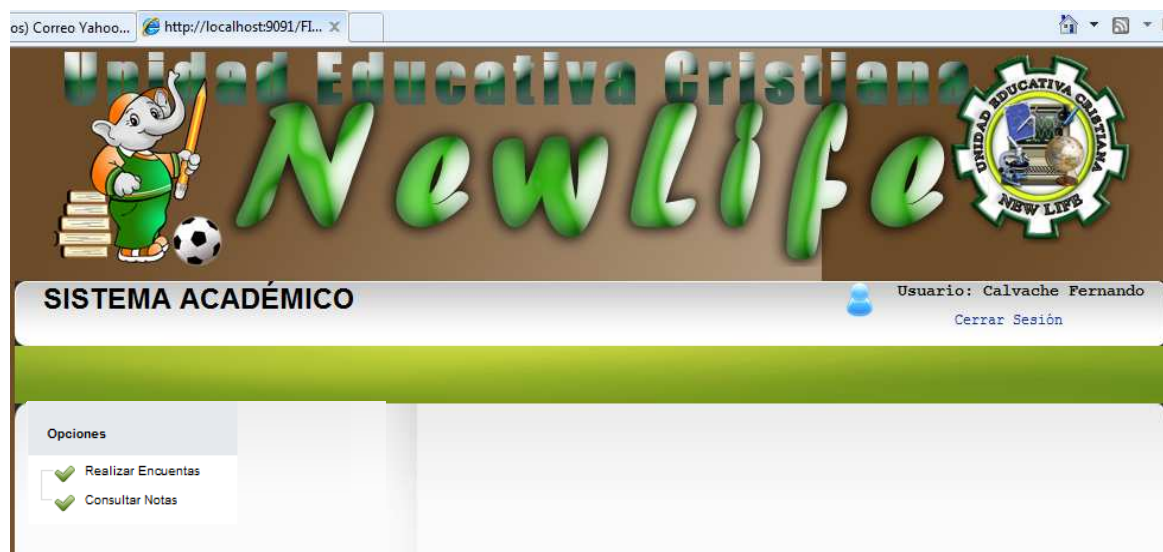 os) Correo Yahoo... http://localhost:9091/FI... X
Unidad Educativa Cristiana
NewLife
UNIDAD EDUCATIVA CRISTIANA
NEW LIFE
SISTEMA ACADÉMICO
Usuario: Calvache Fernando
Cerrar Sesión
Opciones
Realizar Encuentas
Consultar Notas